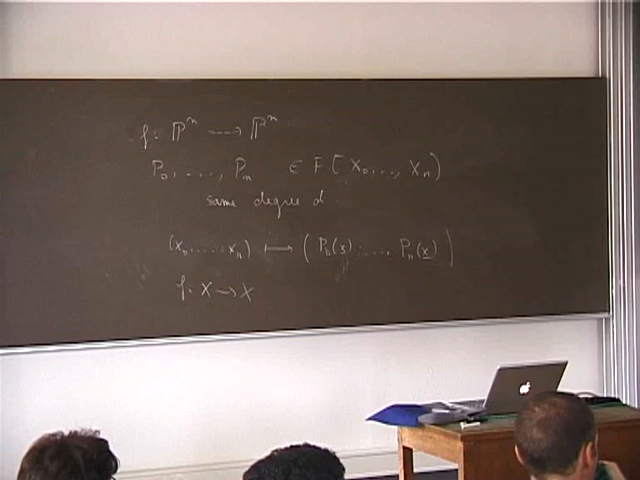 f: ℙⁿ ⇢ ℙⁿ
P₀, ..., Pₙ ∈ F[X₀, ..., Xₙ]
same degree d
(x₀, ..., xₙ) ⟼ (P₀(x): ..., Pₙ(x))
f: X → X